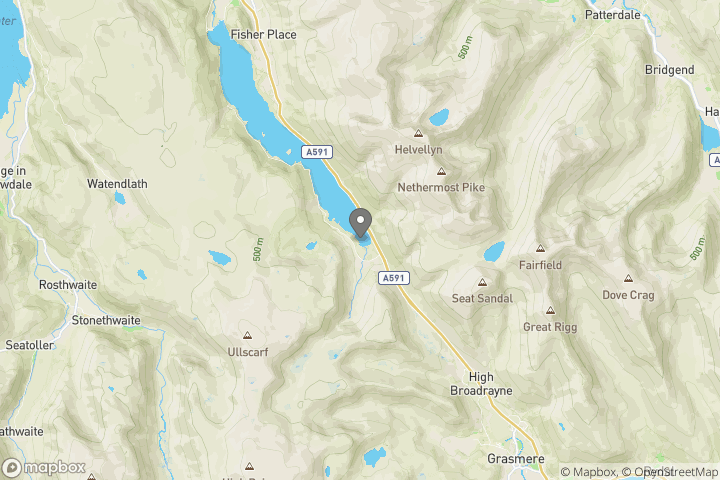 Patterdale
Fisher Place
500 m
Bridgend
A591
Helvellyn
Nethermost Pike
Watendlath
500 m
500 m
Fairfield
Rosthwaite
A591
Seat Sandal
Dove Crag
Stonethwaite
Great Rigg
Seatoller
Ullscarf
High
Broadrayne
Grasmere
mapbox
© Mapbox, © OpenStreetMap